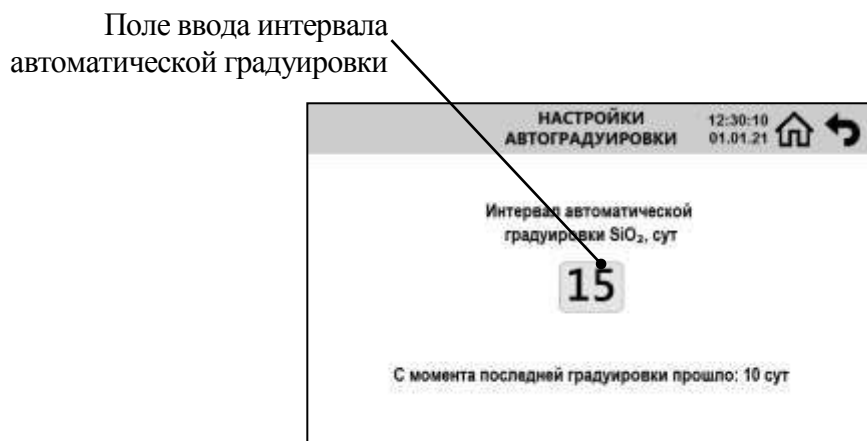 Поле ввода интервала
автоматической градуировки
НАСТРОЙКИ
АВТОГРАДУИРОВКИ
12:30:10
01.01.21
Интервал автоматической
градуировки SiO₂, сут
15
С момента последней градуировки прошло: 10 сут